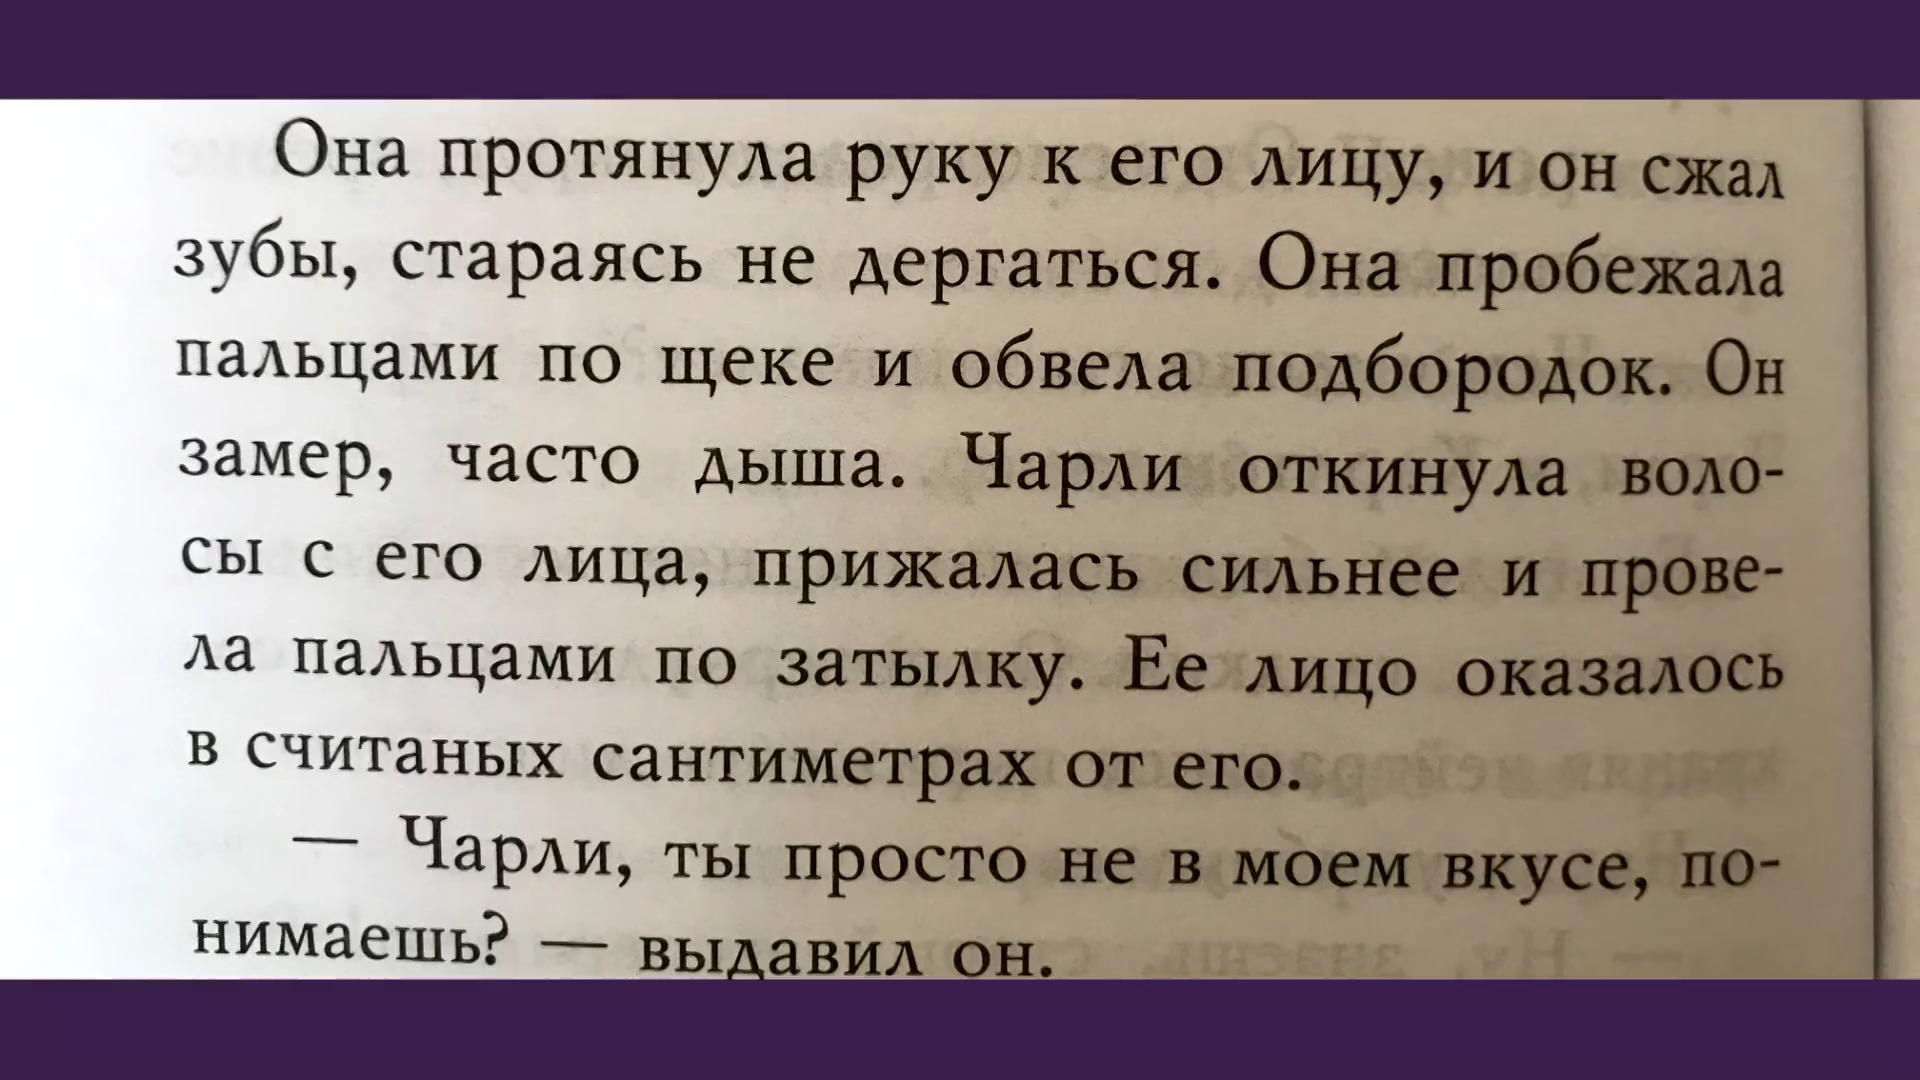 Она протянула руку к его лицу, и он сжал
зубы, стараясь не дергаться. Она пробежала
пальцами по щеке и обвела подбородок. Он
замер, часто дыша. Чарли откинула воло-
сы с его лица, прижалась сильнее и прове-
ла пальцами по затылку. Ее лицо оказалось
в считаных сантиметрах от его.
— Чарли, ты просто не в моем вкусе, по-
нимаешь? — выдавил он.